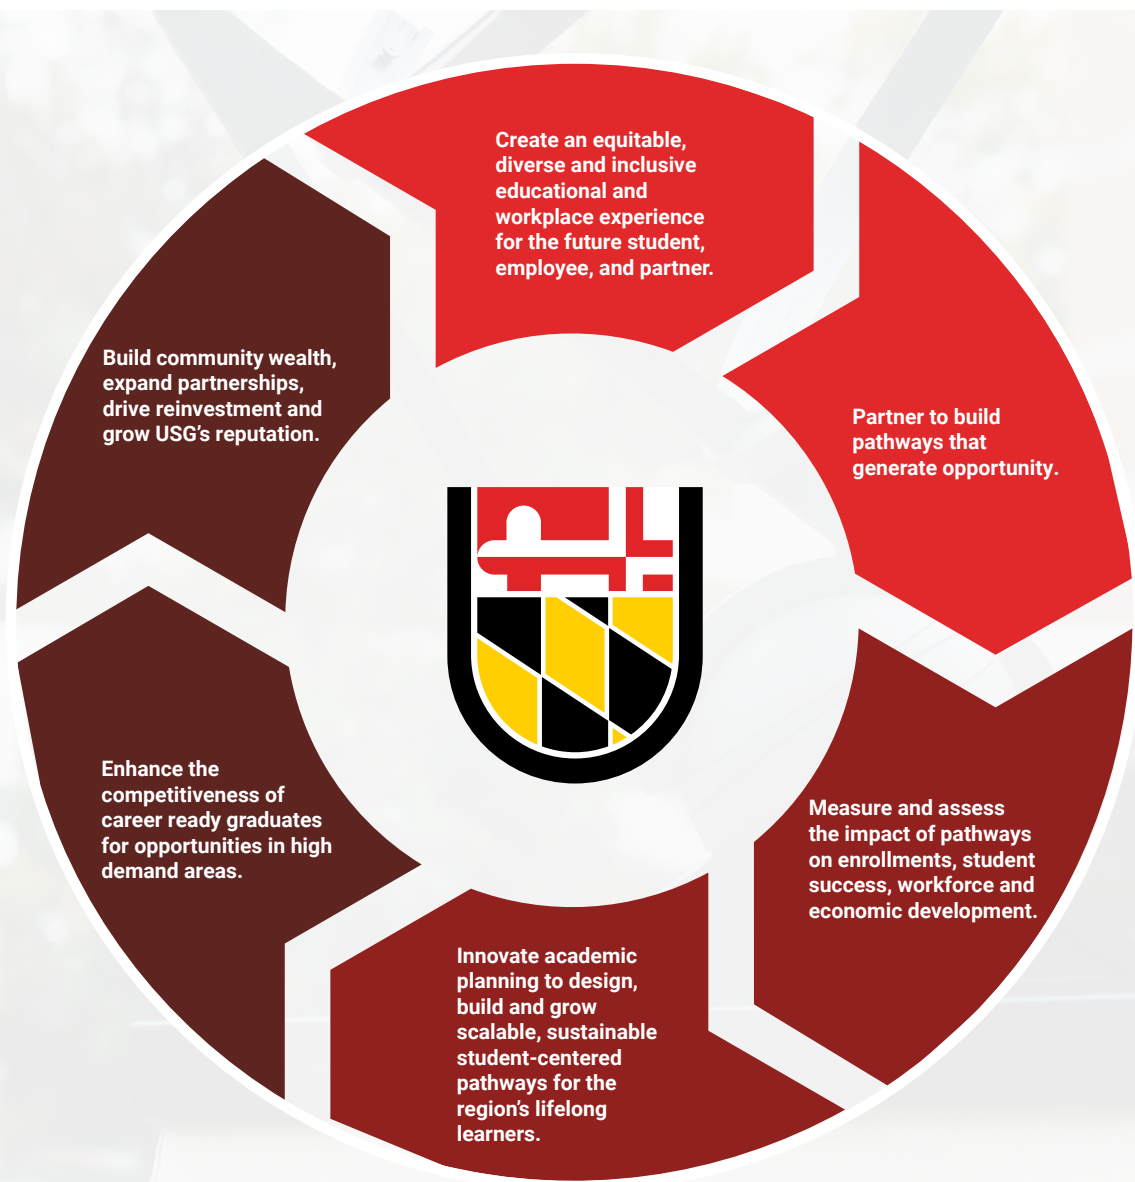 Create an equitable,
diverse and inclusive
educational and
workplace experience
for the future student,
employee, and partner.
Partner to build
pathways that
generate opportunity.
Measure and assess
the impact of pathways
on enrollments, student
success, workforce and
economic development.
Innovate academic
planning to design,
build and grow
scalable, sustainable
student-centered
pathways for the
region’s lifelong
learners.
Enhance the
competitiveness of
career ready graduates
for opportunities in high
demand areas.
Build community wealth,
expand partnerships,
drive reinvestment and
grow USG’s reputation.